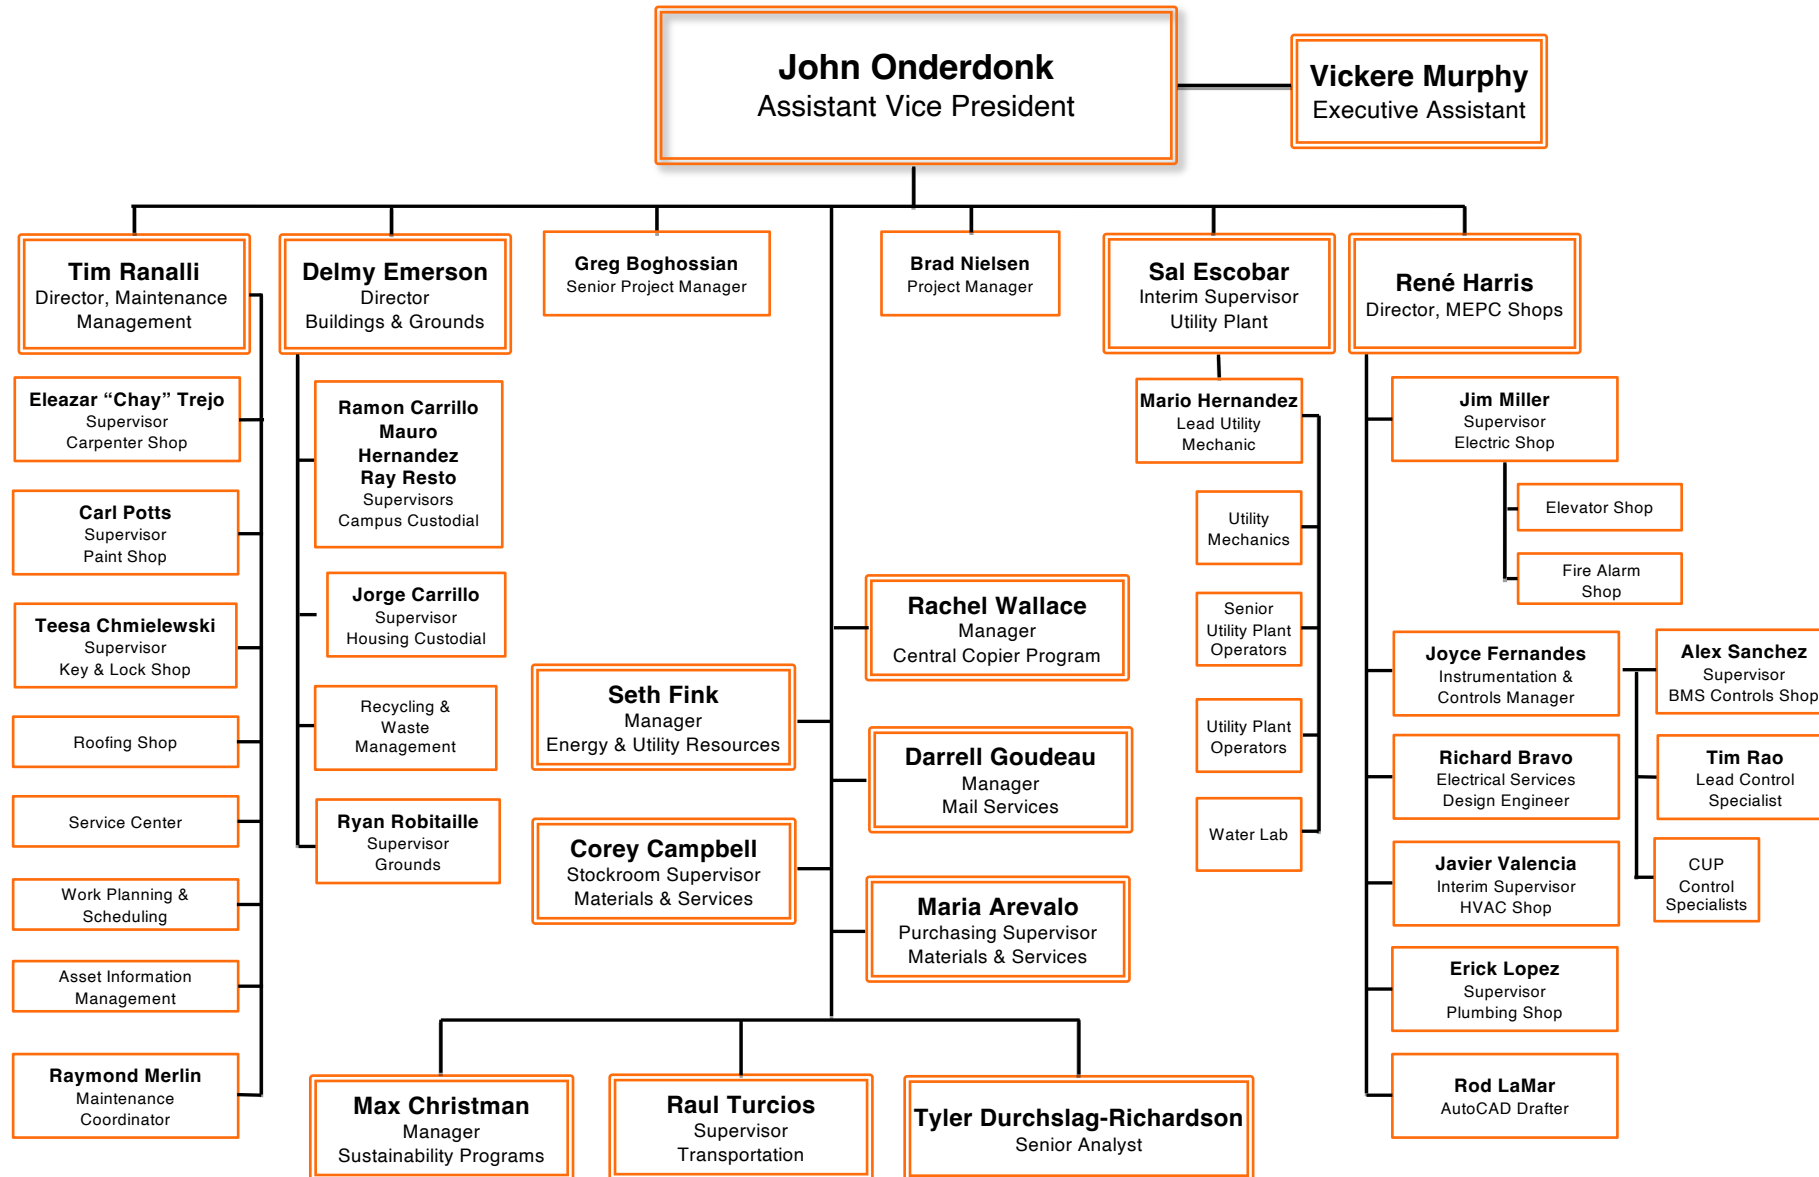 John Onderdonk
Assistant Vice President
Vickere Murphy
Executive Assistant
Tim Ranalli
Director, Maintenance
Management
Delmy Emerson
Director
Buildings & Grounds
Greg Boghossian
Senior Project Manager
Brad Nielsen
Project Manager
Sal Escobar
Interim Supervisor
Utility Plant
René Harris
Director, MEPC Shops
Eleazar “Chay” Trejo
Supervisor
Carpenter Shop
Carl Potts
Supervisor
Paint Shop
Teesa Chmielewski
Supervisor
Key & Lock Shop
Roofing Shop
Service Center
Work Planning &
Scheduling
Asset Information
Management
Raymond Merlin
Maintenance
Coordinator
Ramon Carrillo
Mauro
Hernandez
Ray Resto
Supervisors
Campus Custodial
Jorge Carrillo
Supervisor
Housing Custodial
Recycling &
Waste
Management
Ryan Robitaille
Supervisor
Grounds
Seth Fink
Manager
Energy & Utility Resources
Corey Campbell
Stockroom Supervisor
Materials & Services
Rachel Wallace
Manager
Central Copier Program
Darrell Goudeau
Manager
Mail Services
Maria Arevalo
Purchasing Supervisor
Materials & Services
Max Christman
Manager
Sustainability Programs
Raul Turcios
Supervisor
Transportation
Tyler Durchslag-Richardson
Senior Analyst
Mario Hernandez
Lead Utility
Mechanic
Utility
Mechanics
Senior
Utility Plant
Operators
Utility Plant
Operators
Water Lab
Jim Miller
Supervisor
Electric Shop
Elevator Shop
Fire Alarm
Shop
Joyce Fernandes
Instrumentation &
Controls Manager
Alex Sanchez
Supervisor
BMS Controls Shop
Richard Bravo
Electrical Services
Design Engineer
Tim Rao
Lead Control
Specialist
Javier Valencia
Interim Supervisor
HVAC Shop
CUP
Control
Specialists
Erick Lopez
Supervisor
Plumbing Shop
Rod LaMar
AutoCAD Drafter